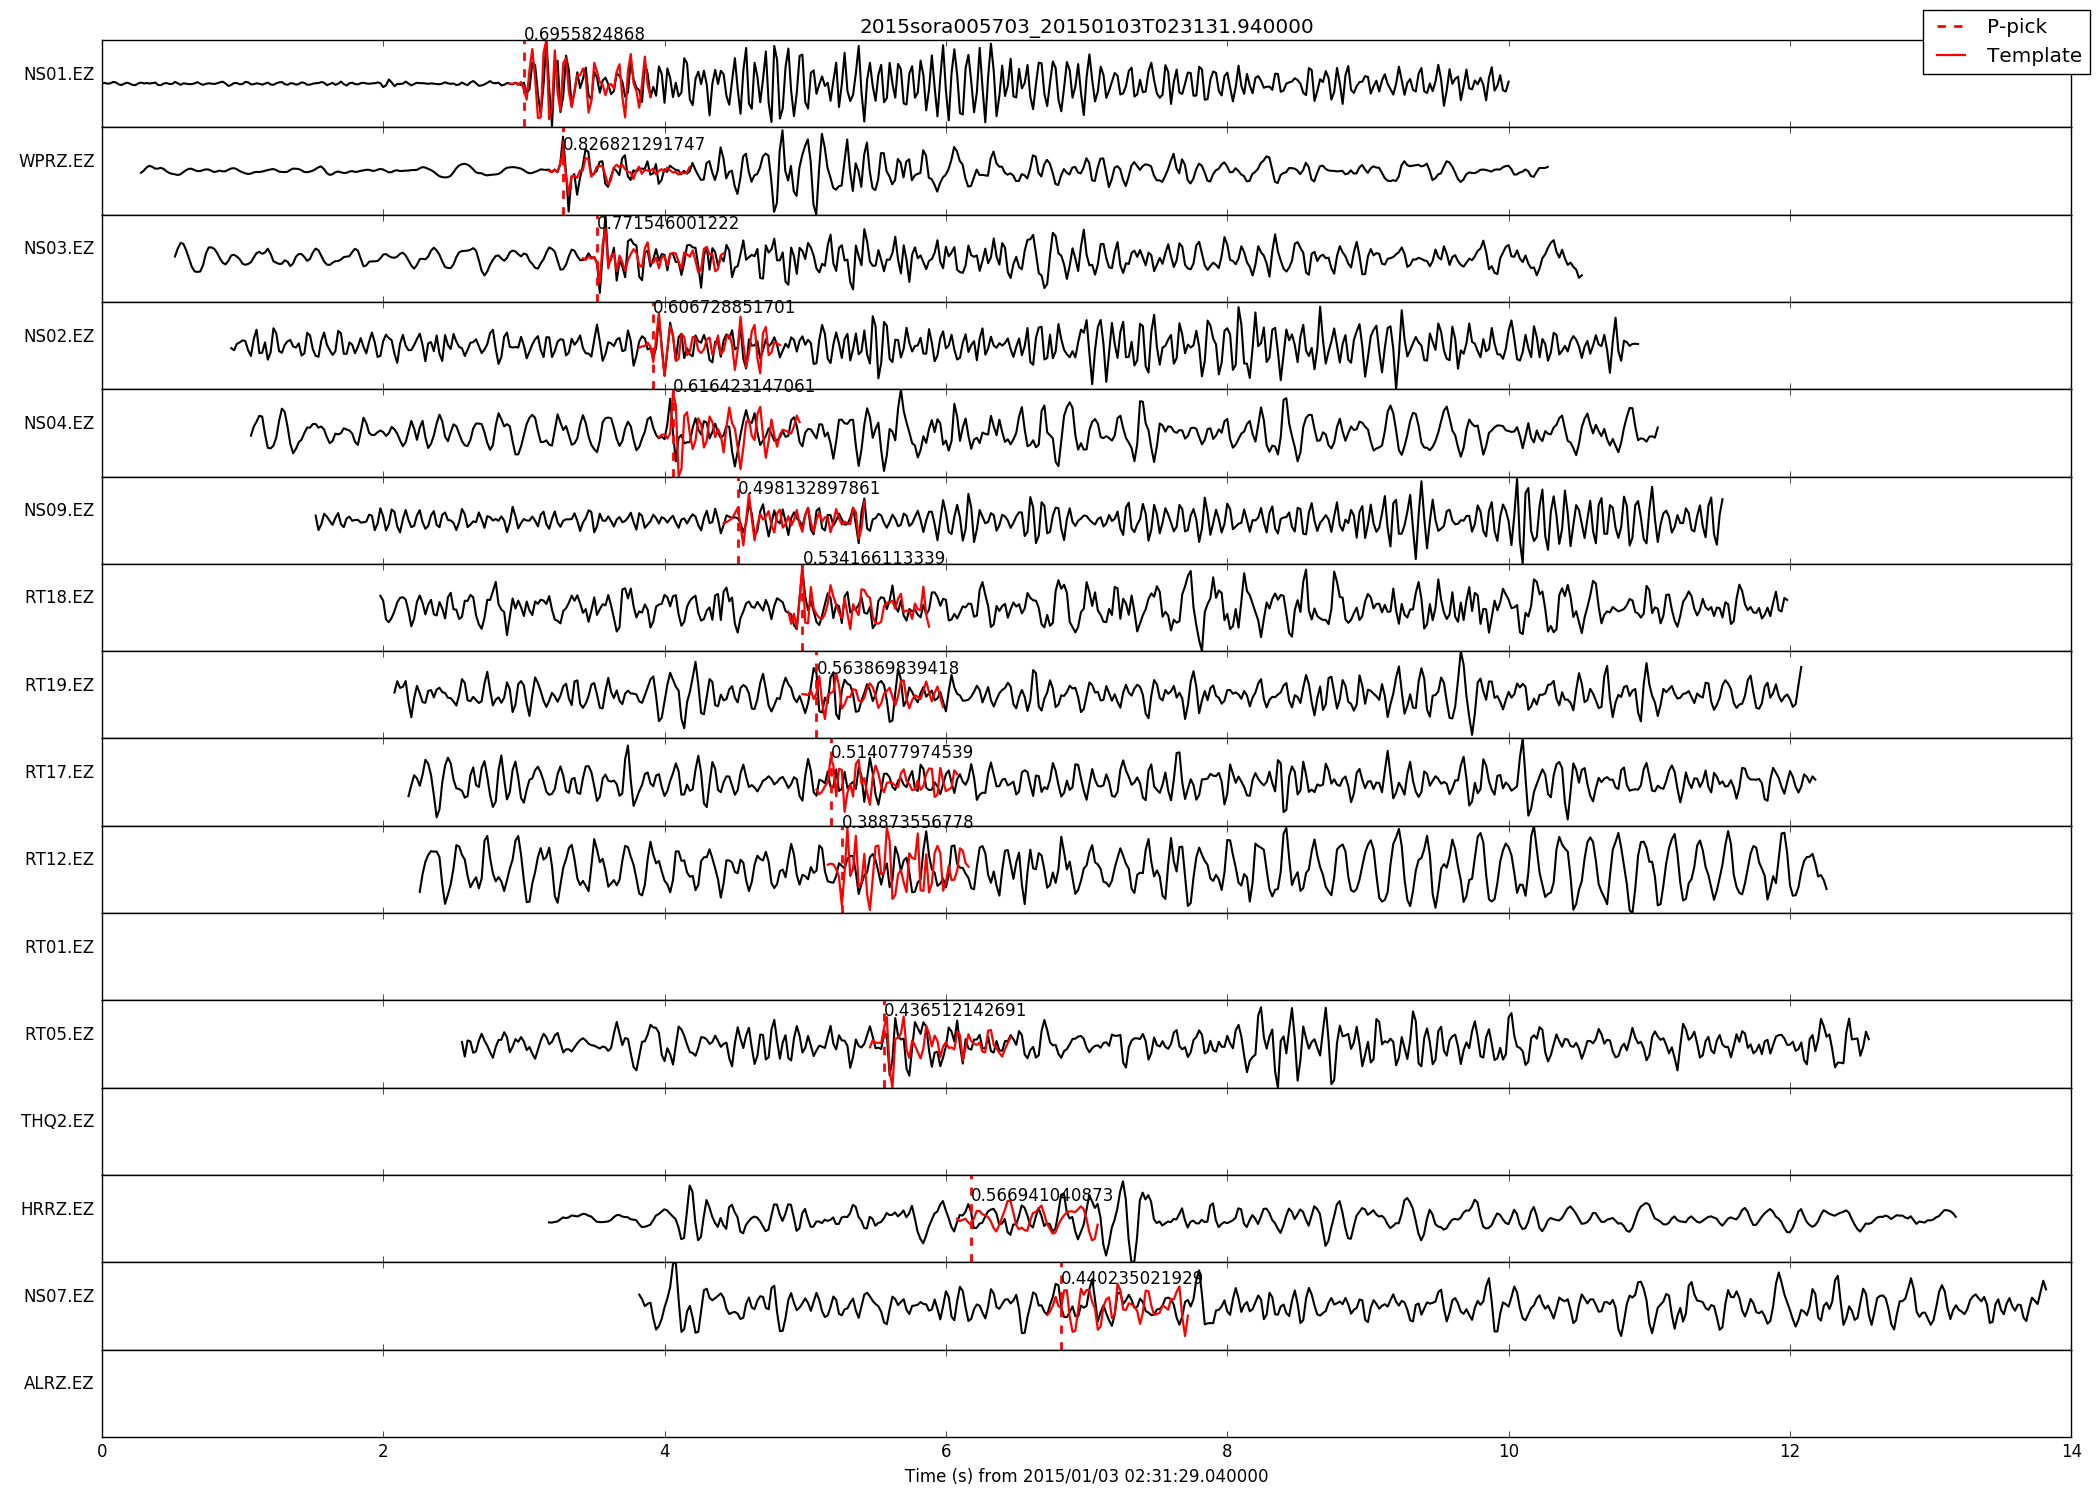 2015sora005703_20150103T023131.940000
P-pick
Template
NS01.EZ
0.6955824868
WPRZ.EZ
0.826821291747
NS03.EZ
0.771546001222
NS02.EZ
0.606728851701
NS04.EZ
0.616423147061
NS09.EZ
0.498132897861
RT18.EZ
0.534166113339
RT19.EZ
0.563869839418
RT17.EZ
0.514077974539
RT12.EZ
0.38873556778
RT01.EZ
RT05.EZ
0.436512142691
THQ2.EZ
HRRZ.EZ
0.566941040873
NS07.EZ
0.440235021929
ALRZ.EZ
0 2 4 6 8 10 12 14
Time (s) from 2015/01/03 02:31:29.040000